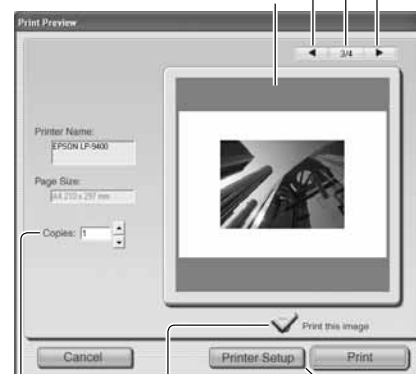 Print Preview
3/4
Printer Name:
EPSON LP-9400
Page Size:
A4 210 x 297 mm
Copies: 1
Print this image
Cancel
Printer Setup
Print